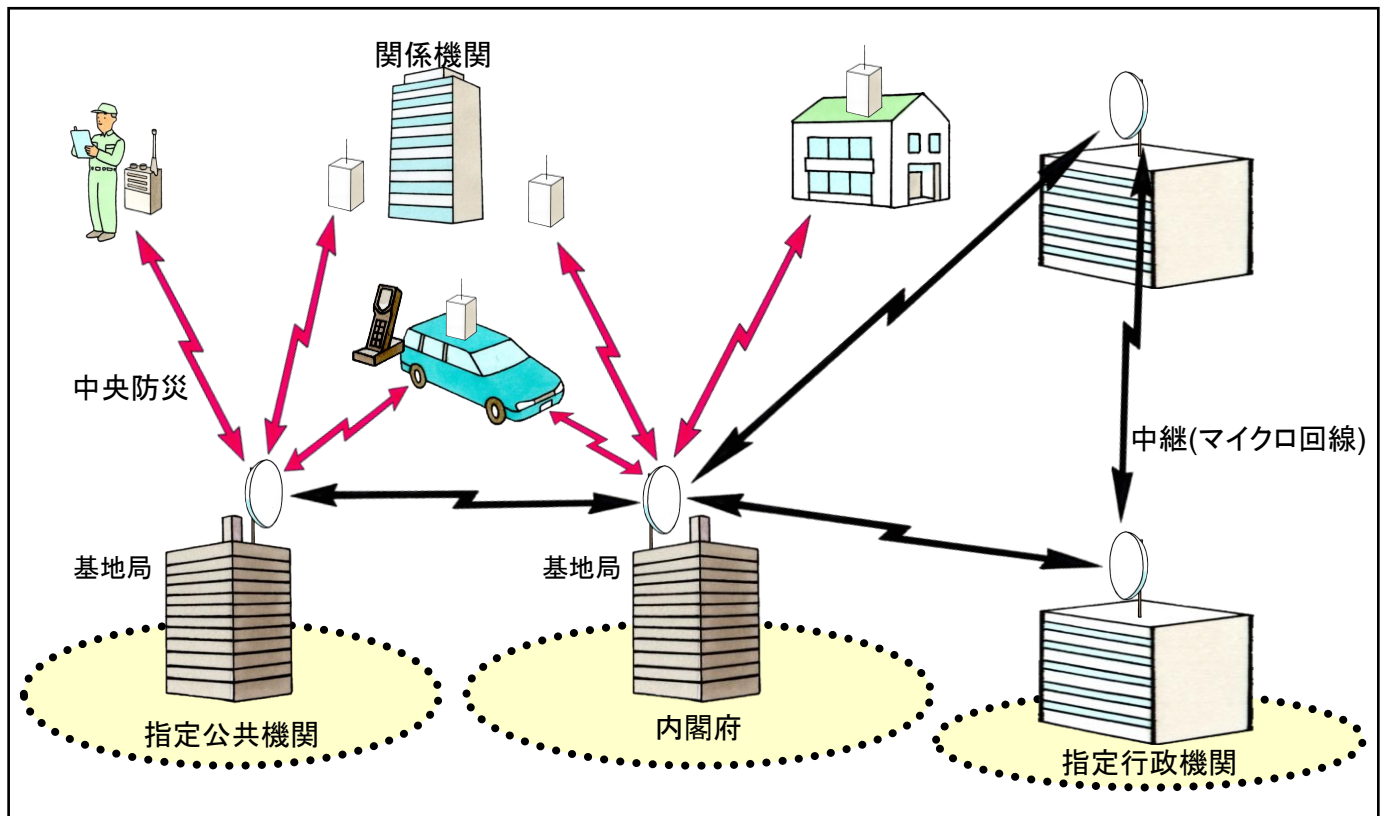 関係機関
中央防災
中継(マイクロ回線)
基地局
基地局
指定公共機関
内閣府
指定行政機関